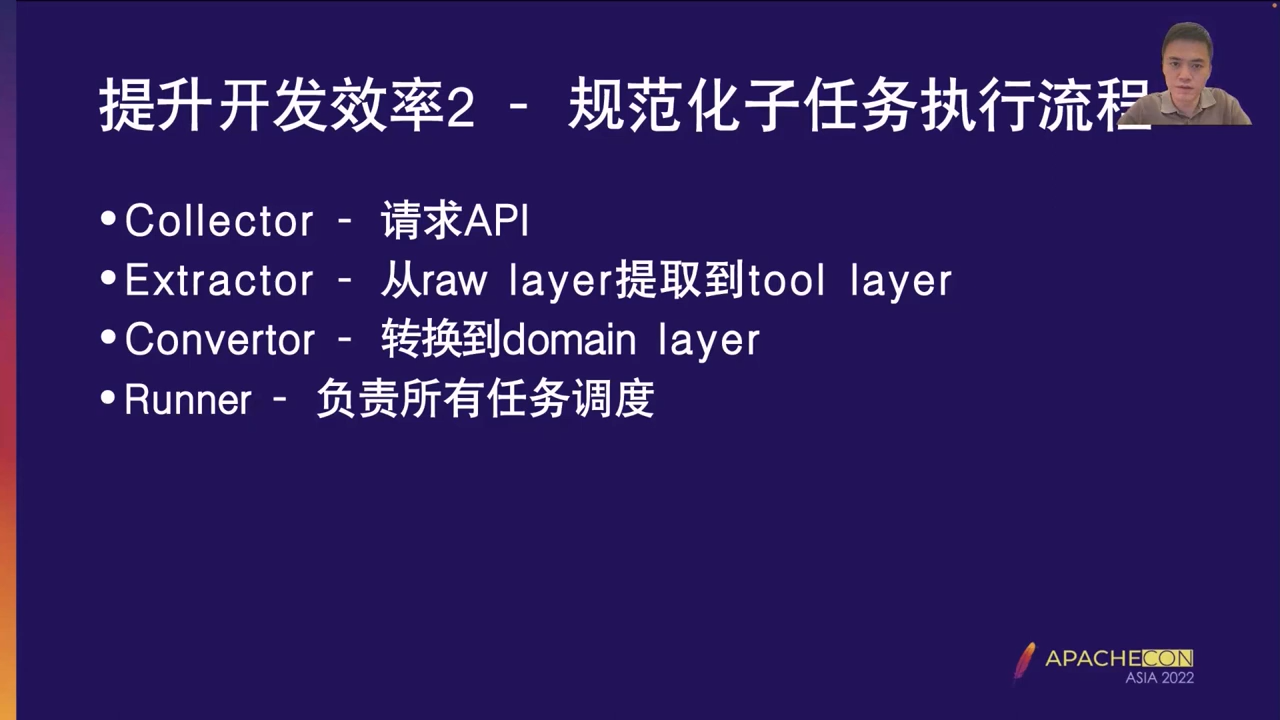 提升开发效率2 - 规范化子任务执行流程
•Collector - 请求API
•Extractor - 从raw layer提取到tool layer
•Convertor - 转换到domain layer
•Runner - 负责所有任务调度
APACHECON
ASIA 2022